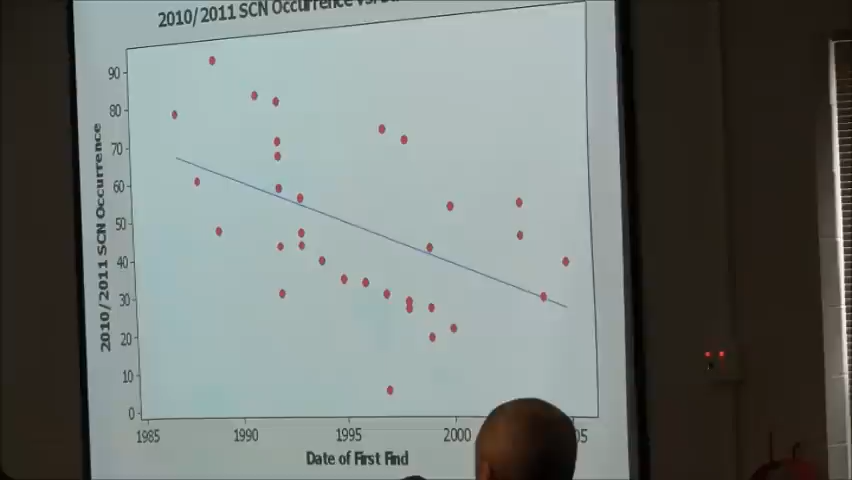 2010/2011 SCN Occurrence vs.
90
80
70
60
50
40
30
20
10
0
2010/2011 SCN Occurrence
1985 1990 1995 2000 05
Date of First Find